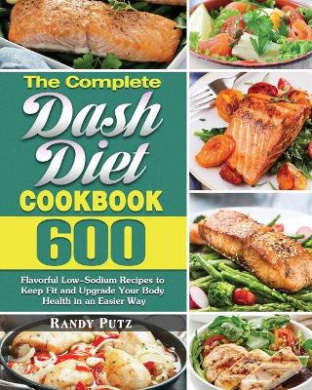 The Complete
Dash
Diet
COOKBOOK
600
Flavorful Low-Sodium Recipes to
Keep Fit and Upgrade Your Body
Health in an Easier Way
RANDY PUTZ